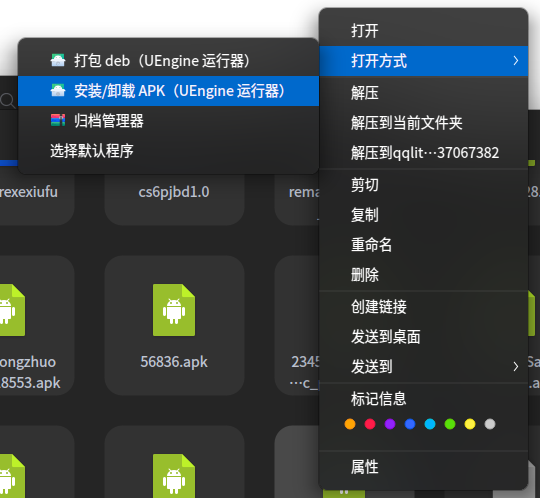 打开
打开方式
解压
解压到当前文件夹
解压到qqlit…37067382
剪切
复制
重命名
删除
创建链接
发送到桌面
发送到
标记信息
属性
打包 deb（UEngine 运行器）
安装/卸载 APK（UEngine 运行器）
归档管理器
选择默认程序
rexexiufu
cs6pjbd1.0
rema
28.
ongzhuo
8553.apk
56836.apk
2345
…c_
Sa
.a